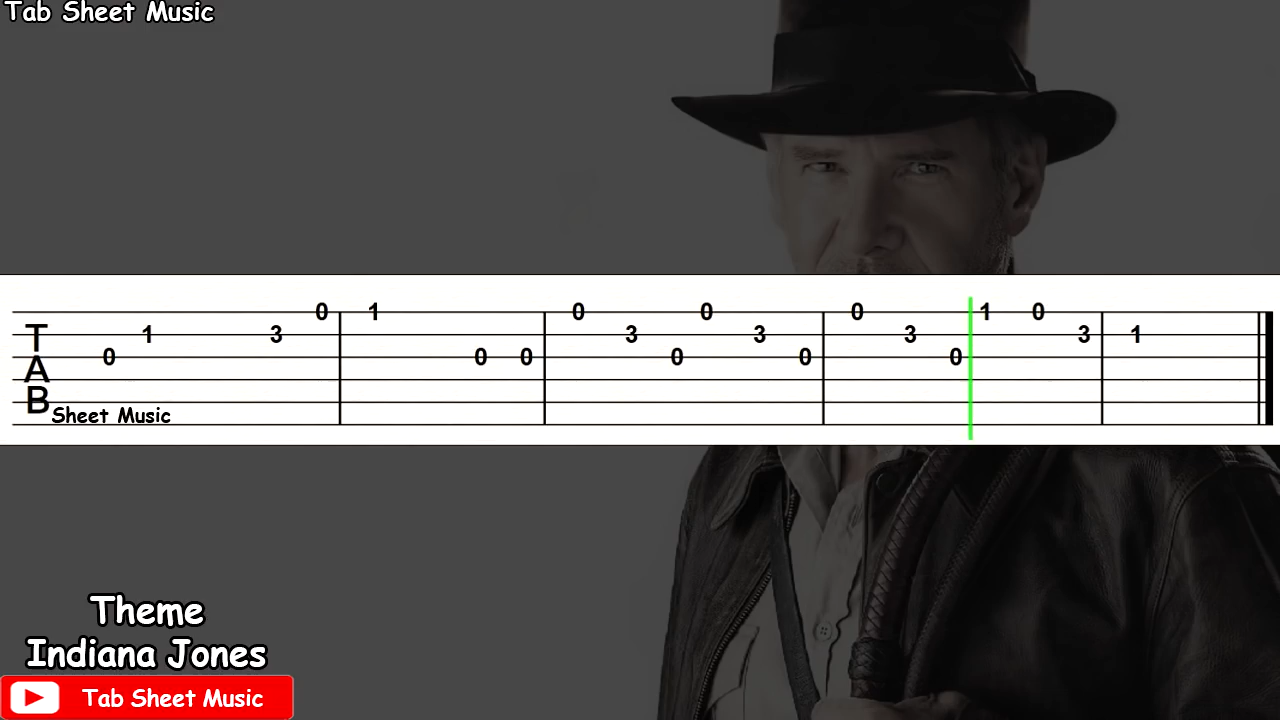 Tab Sheet Music
0 1
0 0 0 0 1 0
T 1 3 3 3 3 3 1
A 0 0 0 0 0 0
B Sheet Music
Theme
Indiana Jones
Tab Sheet Music